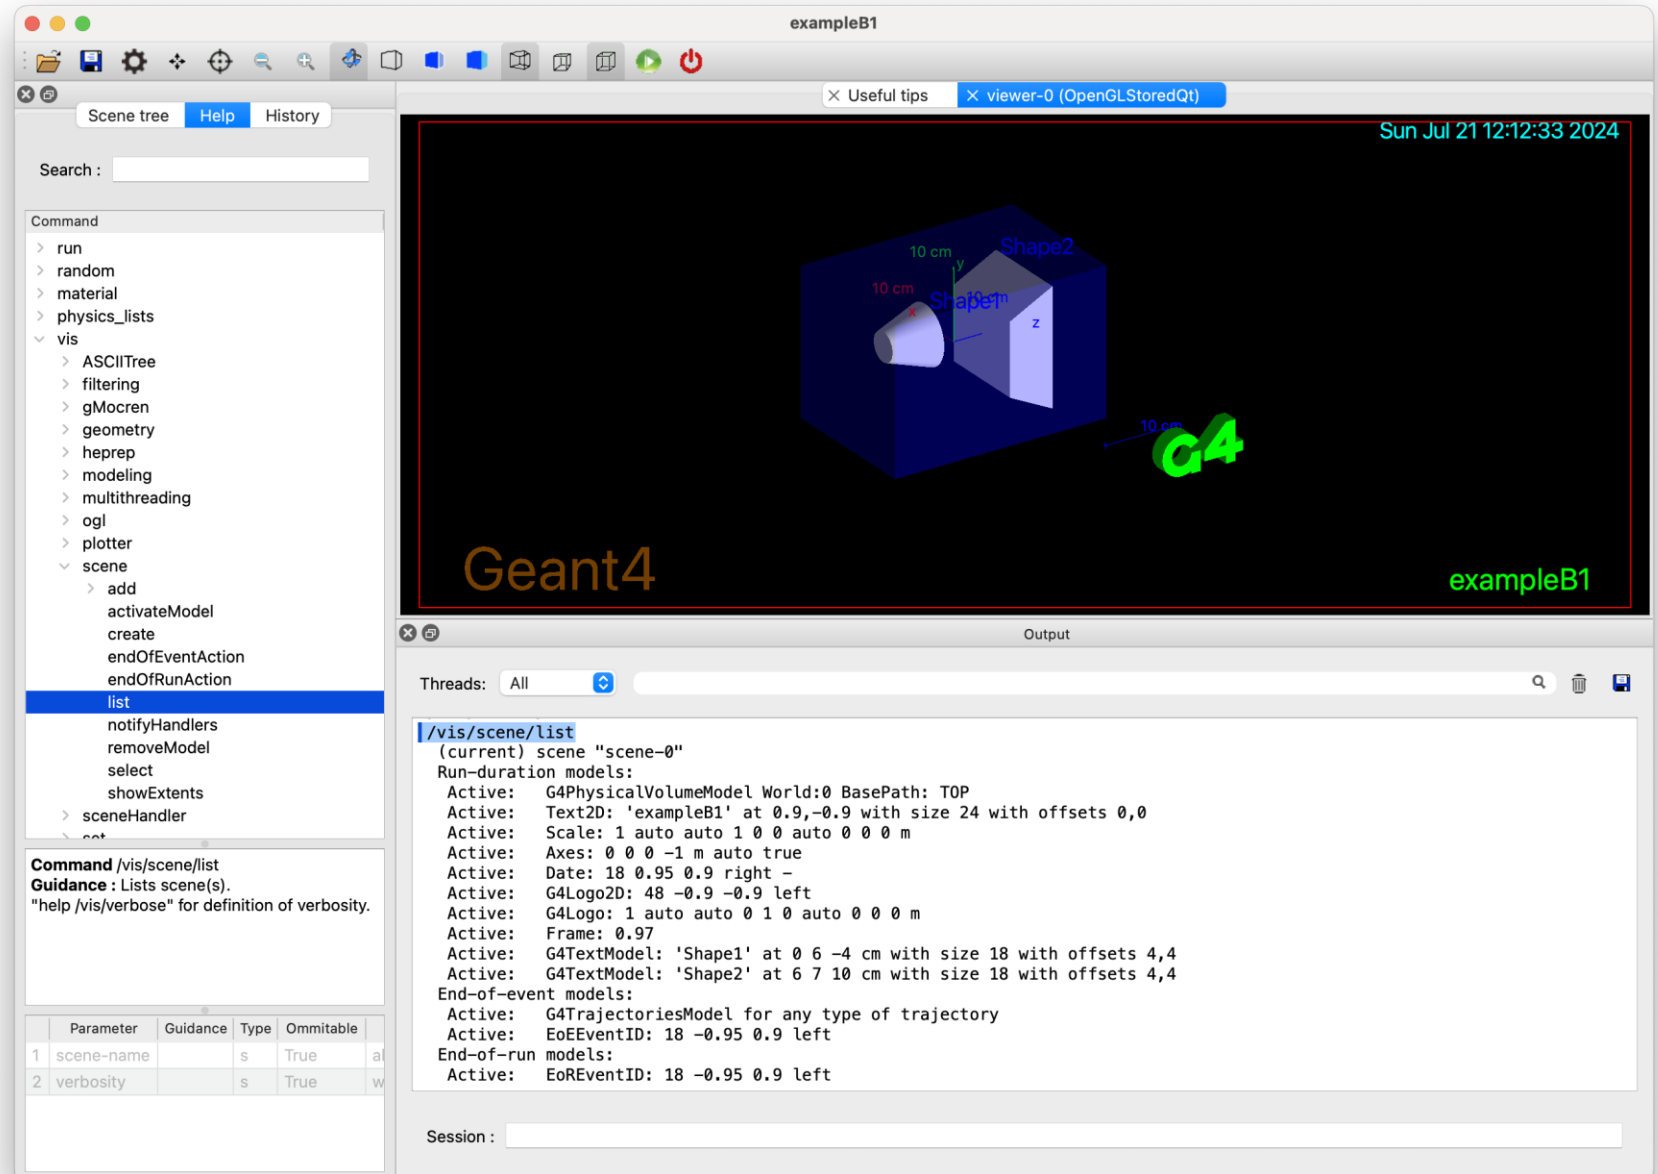 exampleB1
Scene tree
Help
History
Search :
Command
run
random
material
physics_lists
vis
ASCIITree
filtering
gMocren
geometry
heprep
modeling
multithreading
ogl
plotter
scene
add
activateModel
create
endOfEventAction
endOfRunAction
list
notifyHandlers
removeModel
select
showExtents
sceneHandler
set
Command /vis/scene/list
Guidance : Lists scene(s).
"help /vis/verbose" for definition of verbosity.
Parameter Guidance Type Ommitable
1 scene-name s True al
2 verbosity s True w
Useful tips
viewer-0 (OpenGLStoredQt)
Sun Jul 21 12:12:33 2024
Shape2
10 cm
y
10 cm
Shape1
10 cm
x
z
10 cm
G4
Geant4
exampleB1
Output
Threads: All
/vis/scene/list
(current) scene "scene-0"
Run-duration models:
Active: G4PhysicalVolumeModel World:0 BasePath: TOP
Active: Text2D: 'exampleB1' at 0.9,-0.9 with size 24 with offsets 0,0
Active: Scale: 1 auto auto 1 0 0 auto 0 0 0 m
Active: Axes: 0 0 0 -1 m auto true
Active: Date: 18 0.95 0.9 right -
Active: G4Logo2D: 48 -0.9 -0.9 left
Active: G4Logo: 1 auto auto 0 1 0 auto 0 0 0 m
Active: Frame: 0.97
Active: G4TextModel: 'Shape1' at 0 6 -4 cm with size 18 with offsets 4,4
Active: G4TextModel: 'Shape2' at 6 7 10 cm with size 18 with offsets 4,4
End-of-event models:
Active: G4TrajectoriesModel for any type of trajectory
Active: EoEEventID: 18 -0.95 0.9 left
End-of-run models:
Active: EoREventID: 18 -0.95 0.9 left
Session :